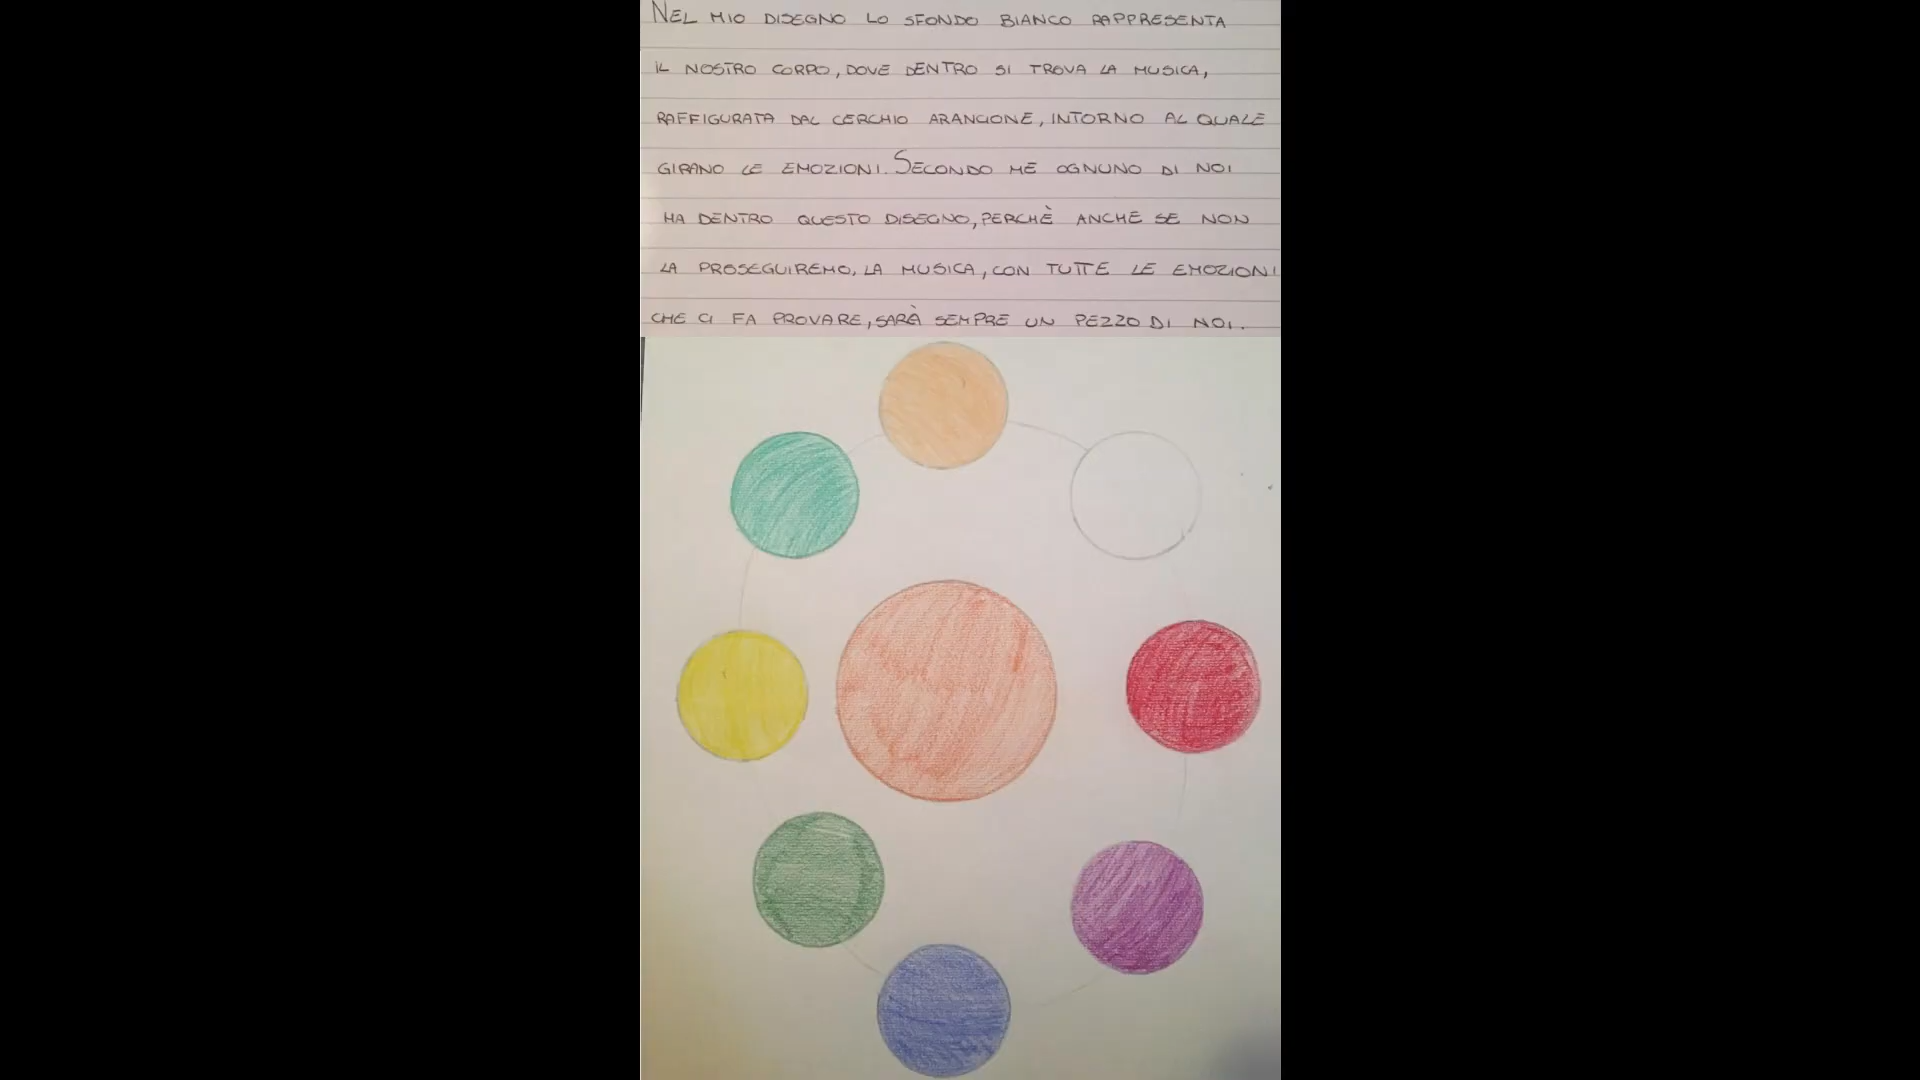 NEL MIO DISEGNO LO SFONDO BIANCO RAPPRESENTA
IL NOSTRO CORPO, DOVE DENTRO SI TROVA LA MUSICA,
RAFFIGURATA DAL CERCHIO ARANCIONE, INTORNO AL QUALE
GIRANO LE EMOZIONI. SECONDO ME OGNUNO DI NOI
HA DENTRO QUESTO DISEGNO, PERCHÈ ANCHE SE NON
LA PROSEGUIREMO, LA MUSICA, CON TUTTE LE EMOZIONI
CHE CI FA PROVARE, SARÀ SEMPRE UN PEZZO DI NOI.